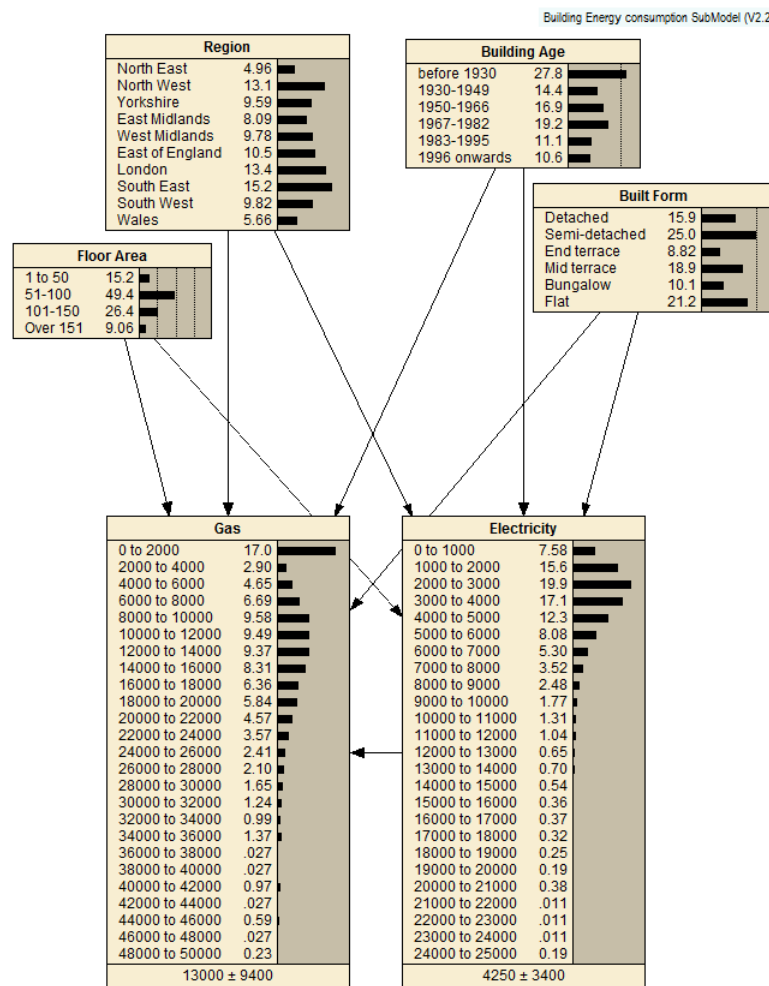 Building Energy consumption SubModel (V2.2
Region
North East 4.96
North West 13.1
Yorkshire 9.59
East Midlands 8.09
West Midlands 9.78
East of England 10.5
London 13.4
South East 15.2
South West 9.82
Wales 5.66
Building Age
before 1930 27.8
1930-1949 14.4
1950-1966 16.9
1967-1982 19.2
1983-1995 11.1
1996 onwards 10.6
Built Form
Detached 15.9
Semi-detached 25.0
End terrace 8.82
Mid terrace 18.9
Bungalow 10.1
Flat 21.2
Floor Area
1 to 50 15.2
51-100 49.4
101-150 26.4
Over 151 9.06
Gas
0 to 2000 17.0
2000 to 4000 2.90
4000 to 6000 4.65
6000 to 8000 6.69
8000 to 10000 9.58
10000 to 12000 9.49
12000 to 14000 9.37
14000 to 16000 8.31
16000 to 18000 6.36
18000 to 20000 5.84
20000 to 22000 4.57
22000 to 24000 3.57
24000 to 26000 2.41
26000 to 28000 2.10
28000 to 30000 1.65
30000 to 32000 1.24
32000 to 34000 0.99
34000 to 36000 1.37
36000 to 38000 .027
38000 to 40000 .027
40000 to 42000 0.97
42000 to 44000 .027
44000 to 46000 0.59
46000 to 48000 .027
48000 to 50000 0.23
13000 ± 9400
Electricity
0 to 1000 7.58
1000 to 2000 15.6
2000 to 3000 19.9
3000 to 4000 17.1
4000 to 5000 12.3
5000 to 6000 8.08
6000 to 7000 5.30
7000 to 8000 3.52
8000 to 9000 2.48
9000 to 10000 1.77
10000 to 11000 1.31
11000 to 12000 1.04
12000 to 13000 0.65
13000 to 14000 0.70
14000 to 15000 0.54
15000 to 16000 0.36
16000 to 17000 0.37
17000 to 18000 0.32
18000 to 19000 0.25
19000 to 20000 0.19
20000 to 21000 0.38
21000 to 22000 .011
22000 to 23000 .011
23000 to 24000 .011
24000 to 25000 0.19
4250 ± 3400